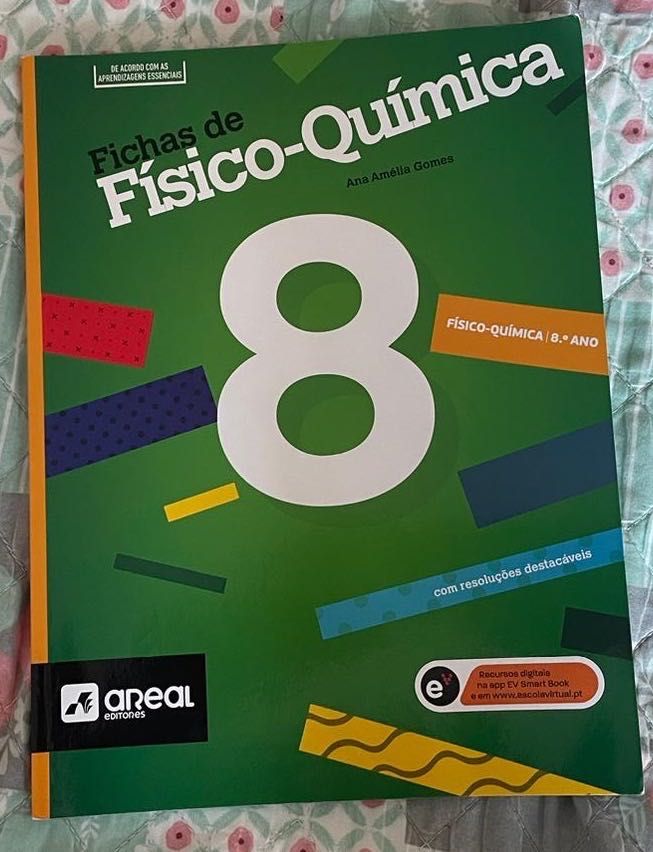 DE ACORDO COM AS
APRENDIZAGENS ESSENCIAIS
Fichas de
Físico-Química
Ana Amélia Gomes
8
FÍSICO-QUÍMICA | 8.º ANO
com resoluções destacáveis
e
Recursos digitais
na app EV Smart Book
e em www.escolavirtual.pt
areal
EDITORES